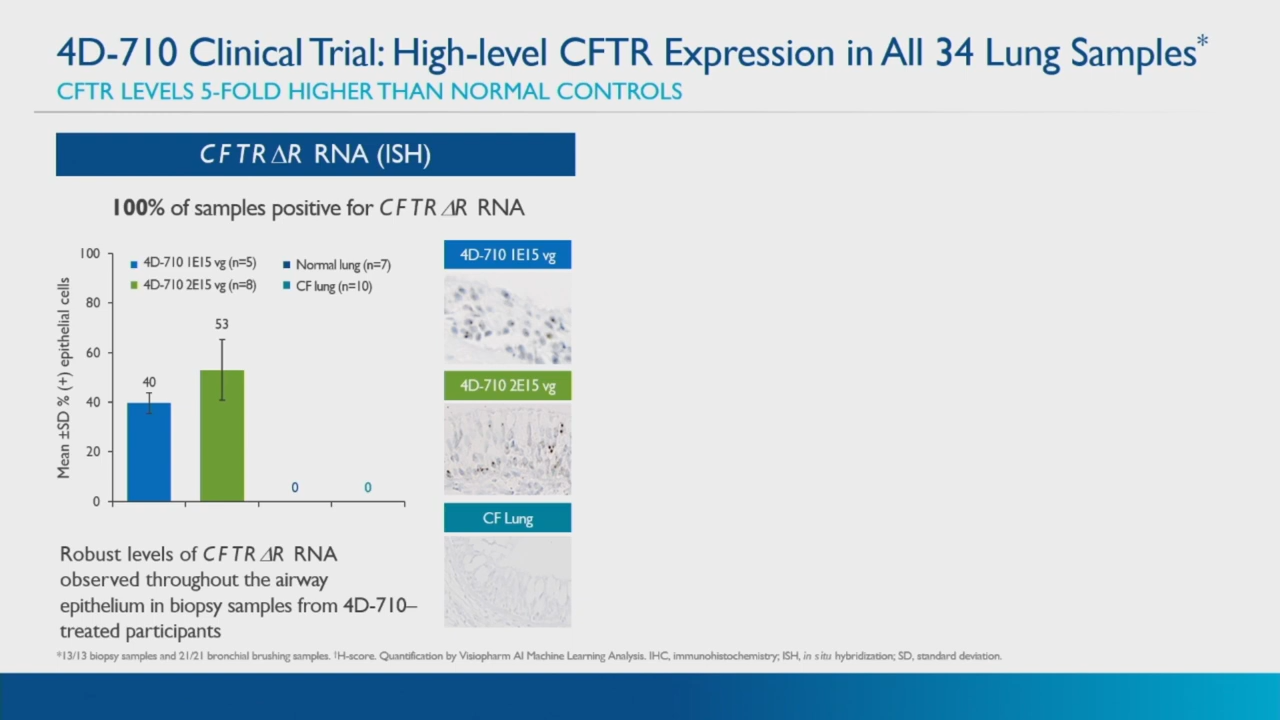 4D-710 Clinical Trial: High-level CFTR Expression in All 34 Lung Samples*
CFTR LEVELS 5-FOLD HIGHER THAN NORMAL CONTROLS
CFTRΔR RNA (ISH)
100% of samples positive for CFTRΔR RNA
Mean ±SD % (+) epithelial cells
100
80
60
40
20
0
4D-710 1E15 vg (n=5)
Normal lung (n=7)
4D-710 2E15 vg (n=8)
CF lung (n=10)
40
53
0
0
4D-710 1E15 vg
4D-710 2E15 vg
CF Lung
Robust levels of CFTRΔR RNA
observed throughout the airway
epithelium in biopsy samples from 4D-710–
treated participants
*13/13 biopsy samples and 21/21 bronchial brushing samples. †H-score. Quantification by Visiopharm AI Machine Learning Analysis. IHC, immunohistochemistry; ISH, in situ hybridization; SD, standard deviation.